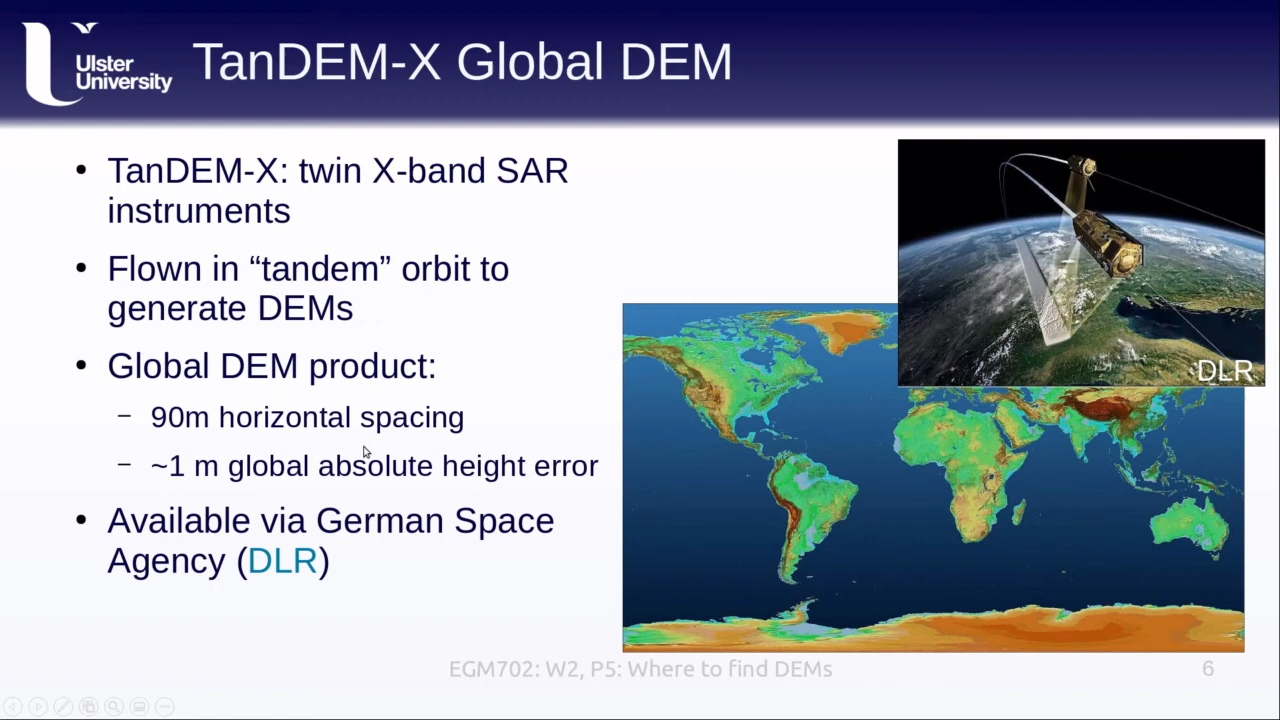 Ulster
University
TanDEM-X Global DEM
• TanDEM-X: twin X-band SAR
instruments
• Flown in “tandem” orbit to
generate DEMs
• Global DEM product:
– 90m horizontal spacing
– ~1 m global absolute height error
• Available via German Space
Agency (DLR)
DLR
EGM702: W2, P5: Where to find DEMs
6